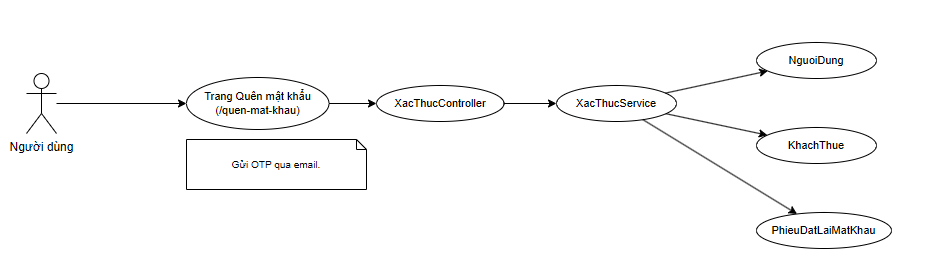 Người dùng
Trang Quên mật khẩu
(/quen-mat-khau)
Gửi OTP qua email.
XacThucController
XacThucService
NguoiDung
KhachThue
PhieuDatLaiMatKhau